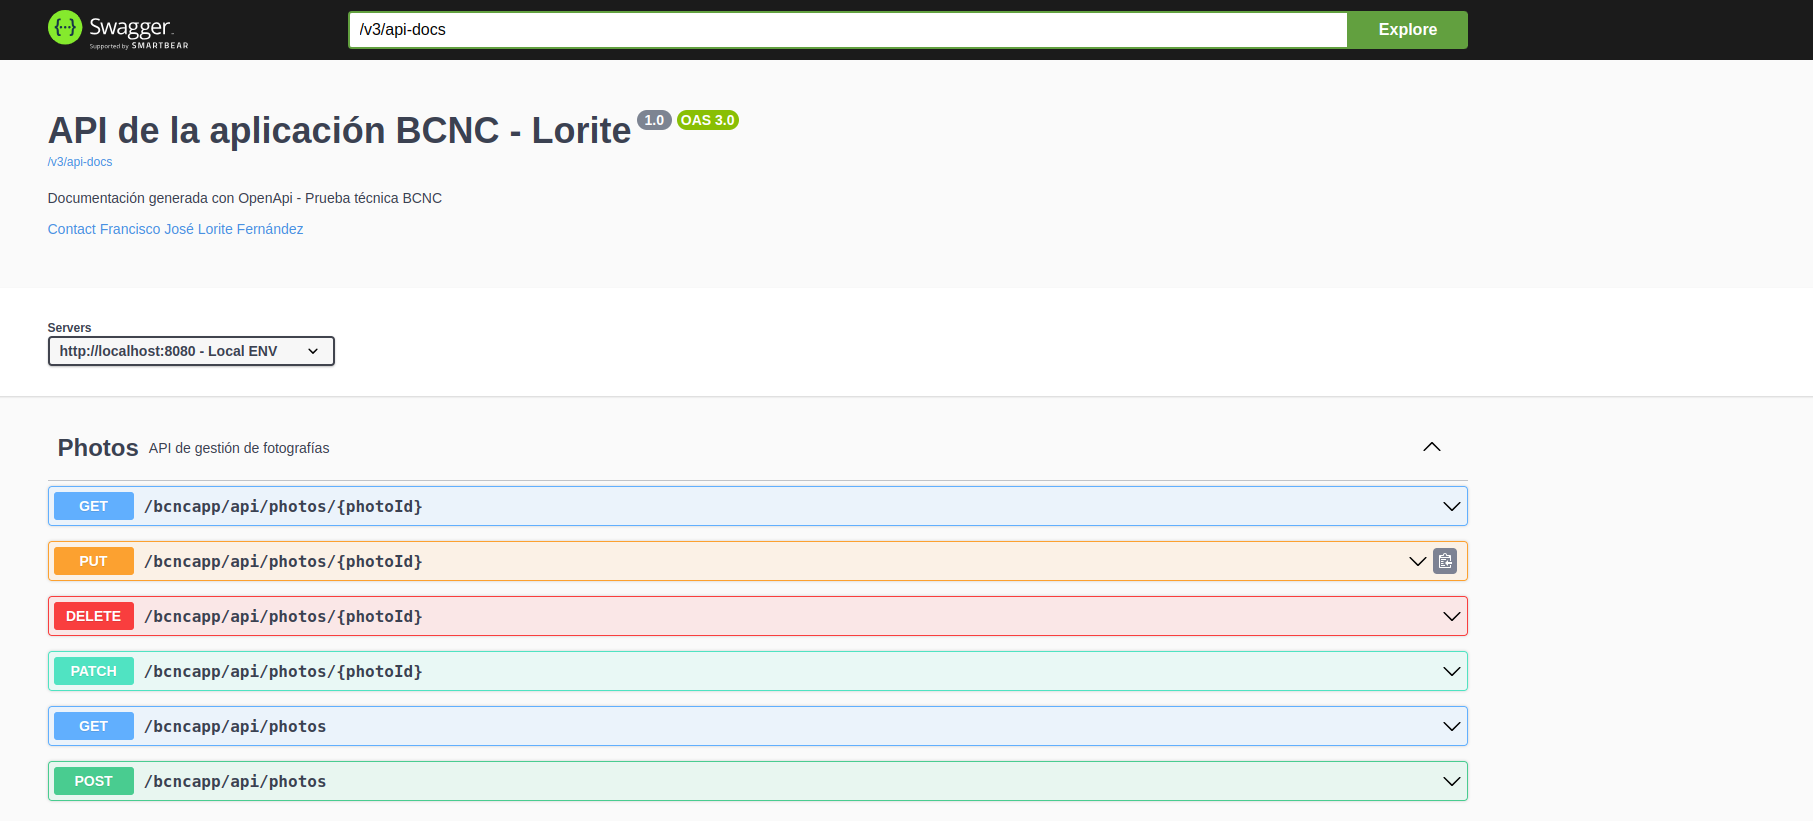 Swagger
Supported by SMARTBEAR
/v3/api-docs
Explore
API de la aplicación BCNC - Lorite 1.0 OAS 3.0
/v3/api-docs
Documentación generada con OpenApi - Prueba técnica BCNC
Contact Francisco José Lorite Fernández
Servers
http://localhost:8080 - Local ENV
Photos API de gestión de fotografías
GET /bcncapp/api/photos/{photoId}
PUT /bcncapp/api/photos/{photoId}
DELETE /bcncapp/api/photos/{photoId}
PATCH /bcncapp/api/photos/{photoId}
GET /bcncapp/api/photos
POST /bcncapp/api/photos